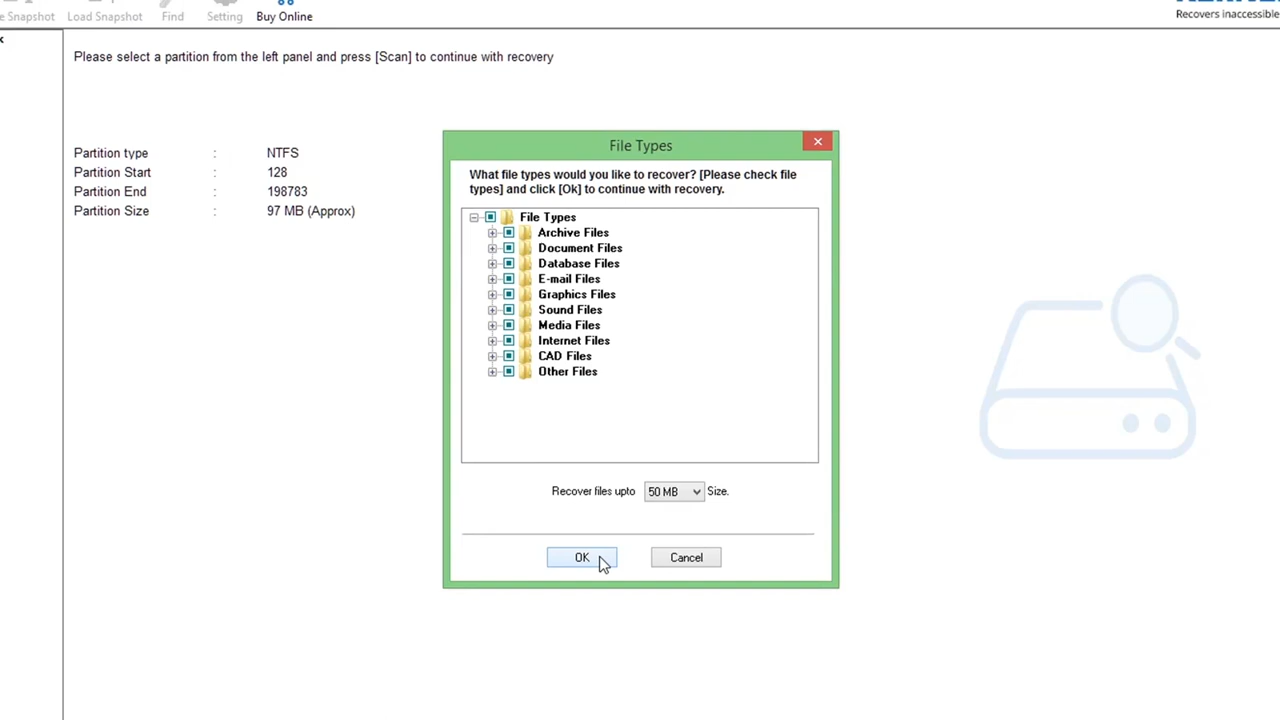 e Snapshot Load Snapshot Find Setting Buy Online
Recovers inaccessible
Please select a partition from the left panel and press [Scan] to continue with recovery
Partition type : NTFS
Partition Start : 128
Partition End : 198783
Partition Size : 97 MB (Approx)
File Types
What file types would you like to recover? [Please check file
types] and click [Ok] to continue with recovery.
File Types
Archive Files
Document Files
Database Files
E-mail Files
Graphics Files
Sound Files
Media Files
Internet Files
CAD Files
Other Files
Recover files upto 50 MB Size.
OK Cancel